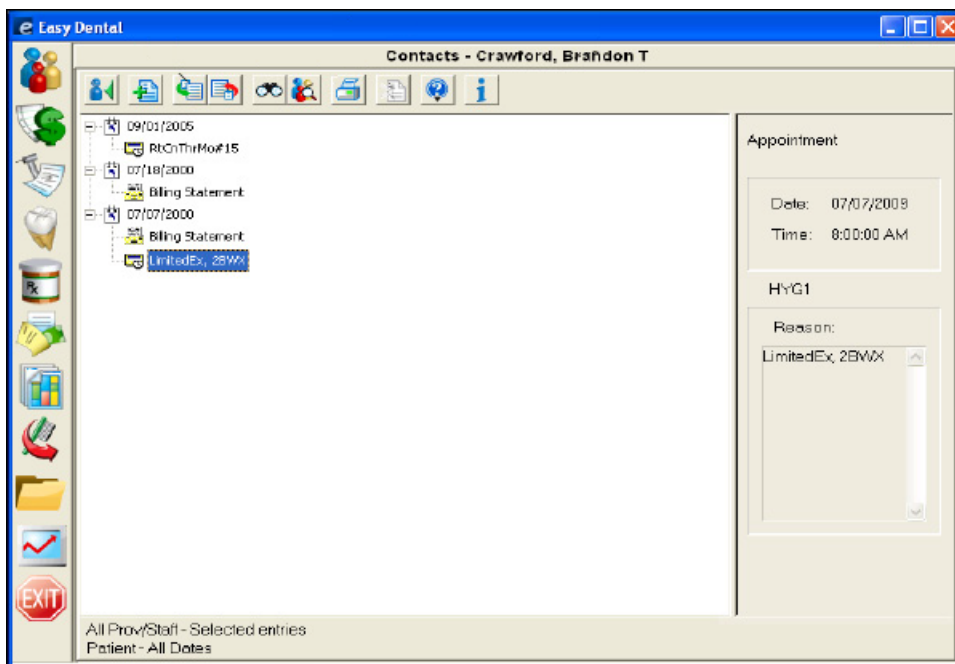 Easy Dental
Contacts - Crawford, Brandon T
09/01/2005
RtCnThrMo#15
07/18/2000
Billing Statement
07/07/2000
Billing Statement
LimitedEx, 2BWX
Appointment
Date: 07/07/2009
Time: 8:00:00 AM
HYG1
Reason:
LimitedEx, 2BWX
Rx
EXIT
All Prov/Staff - Selected entries
Patient - All Dates